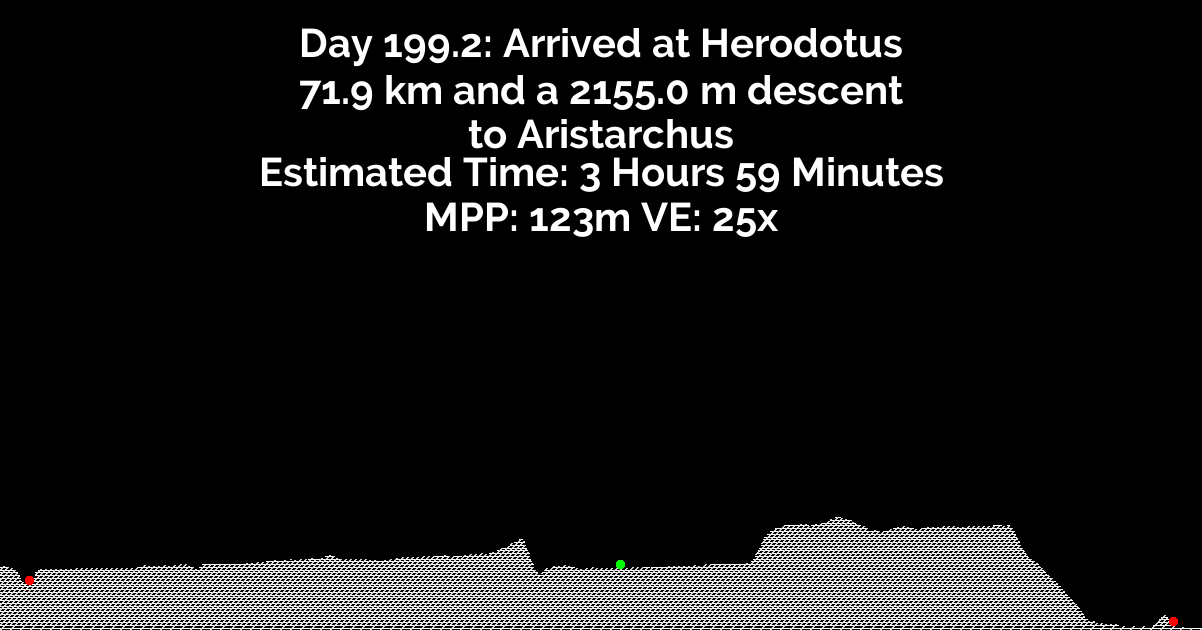 Day 199.2: Arrived at Herodotus
71.9 km and a 2155.0 m descent
to Aristarchus
Estimated Time: 3 Hours 59 Minutes
MPP: 123m VE: 25x